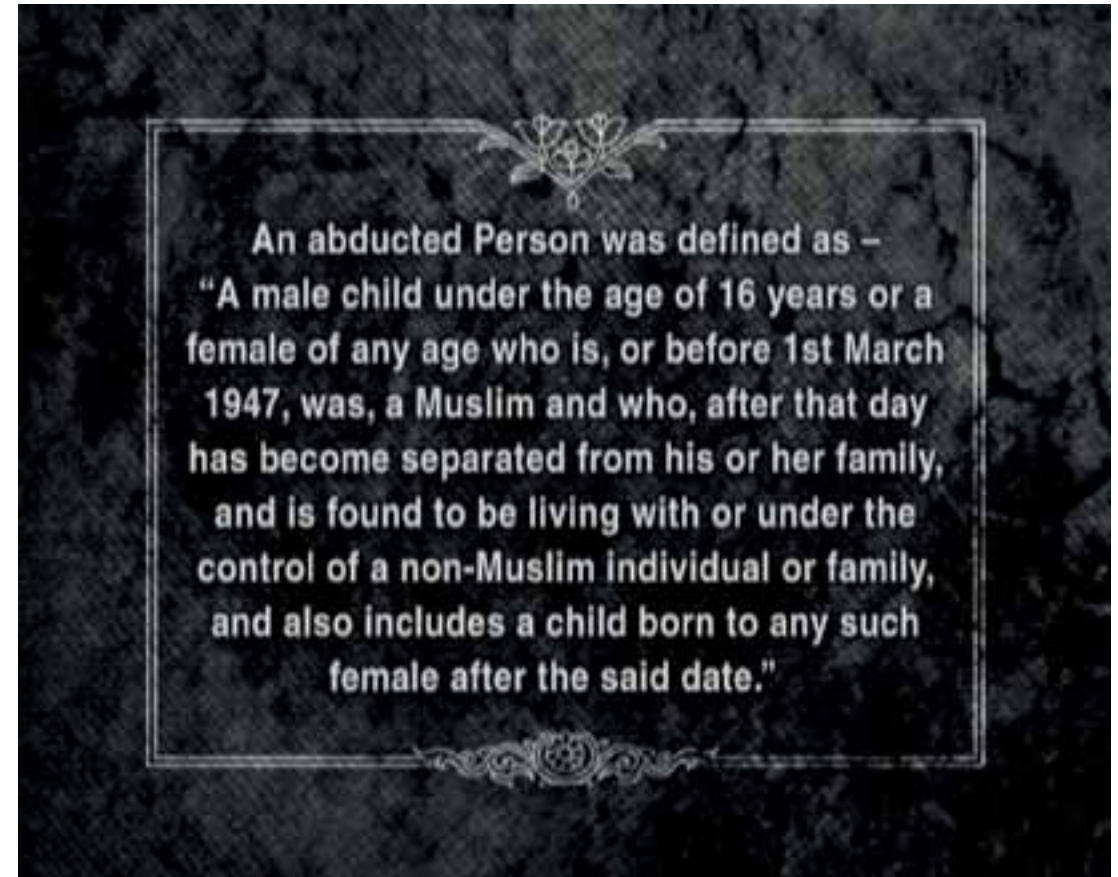 An abducted Person was defined as –
“A male child under the age of 16 years or a
female of any age who is, or before 1st March
1947, was, a Muslim and who, after that day
has become separated from his or her family,
and is found to be living with or under the
control of a non-Muslim individual or family,
and also includes a child born to any such
female after the said date.”